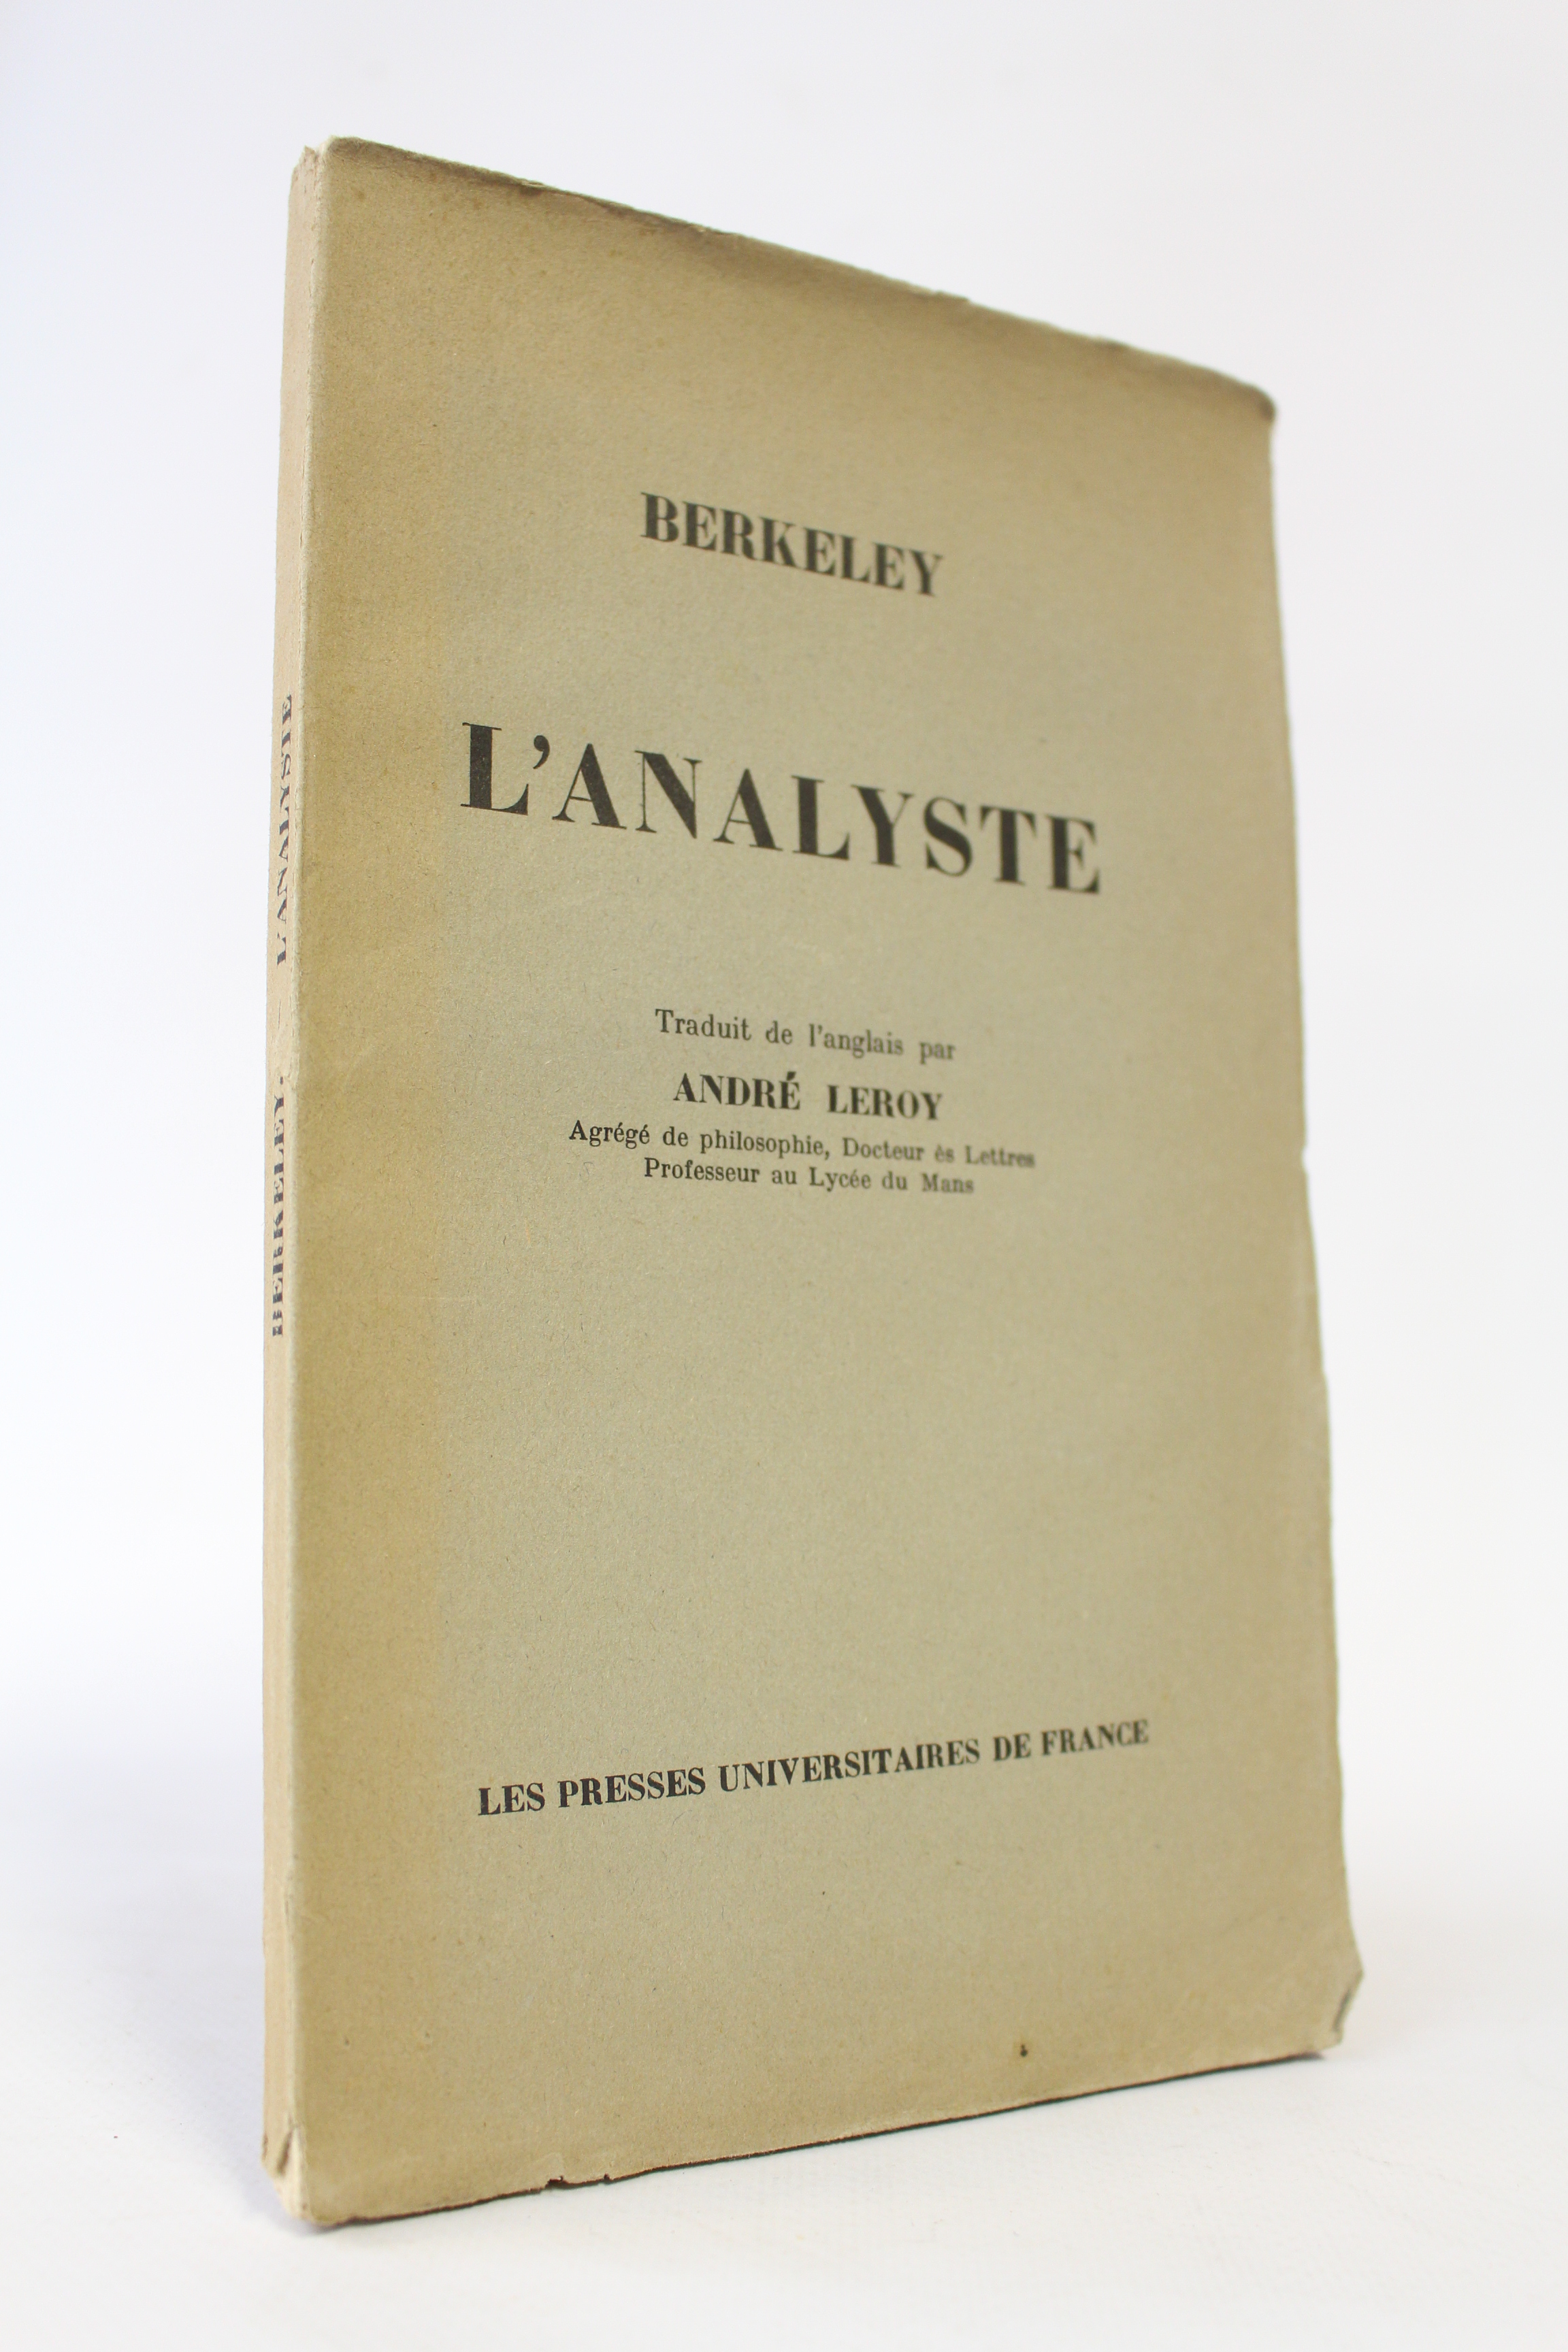 BERKELEY
L'ANALYSTE
Traduit de l'anglais par
ANDRÉ LEROY
Agrégé de philosophie, Docteur ès Lettres
Professeur au Lycée du Mans
LES PRESSES UNIVERSITAIRES DE FRANCE
BERKELEY. — L'ANALYSTE